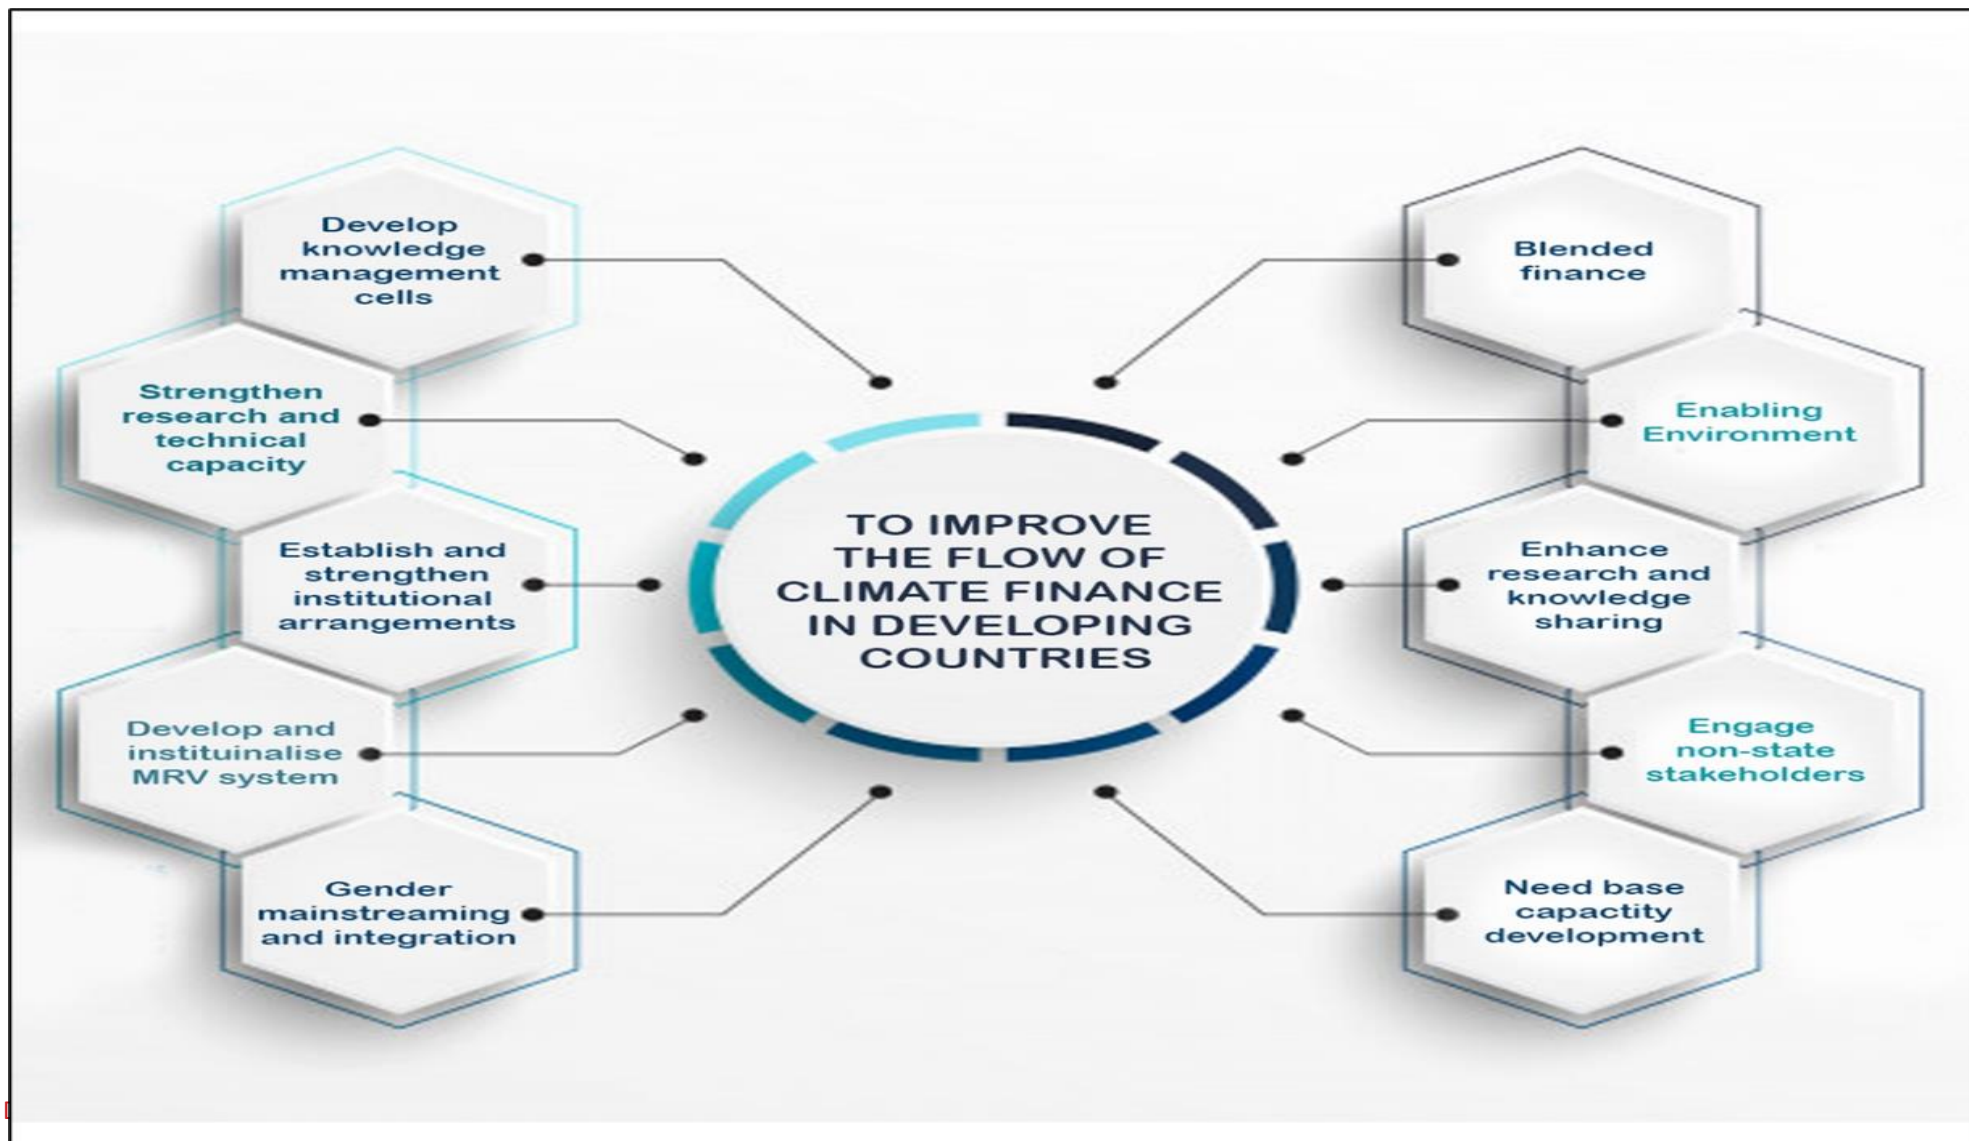 Develop
knowledge
management
cells
Strengthen
research and
technical
capacity
Establish and
strengthen
institutional
arrangements
Develop and
instituinalise
MRV system
Gender
mainstreaming
and integration
TO IMPROVE
THE FLOW OF
CLIMATE FINANCE
IN DEVELOPING
COUNTRIES
Blended
finance
Enabling
Environment
Enhance
research and
knowledge
sharing
Engage
non-state
stakeholders
Need base
capactity
development